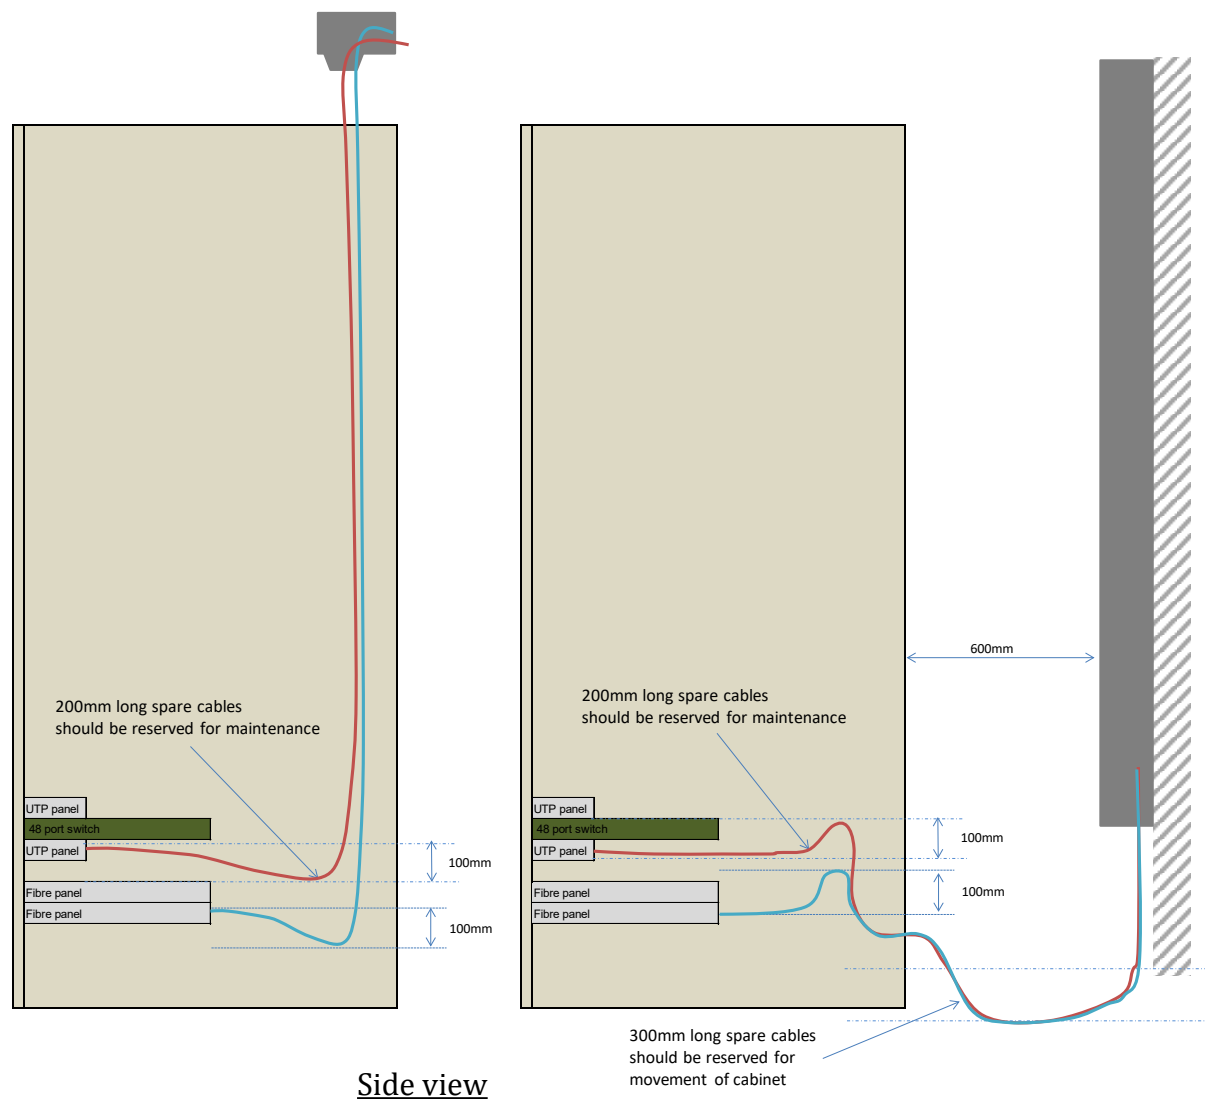 200mm long spare cables
should be reserved for maintenance
UTP panel
48 port switch
UTP panel
Fibre panel
Fibre panel
100mm
100mm
600mm
200mm long spare cables
should be reserved for maintenance
UTP panel
48 port switch
UTP panel
Fibre panel
Fibre panel
100mm
100mm
300mm long spare cables
should be reserved for
movement of cabinet
Side view